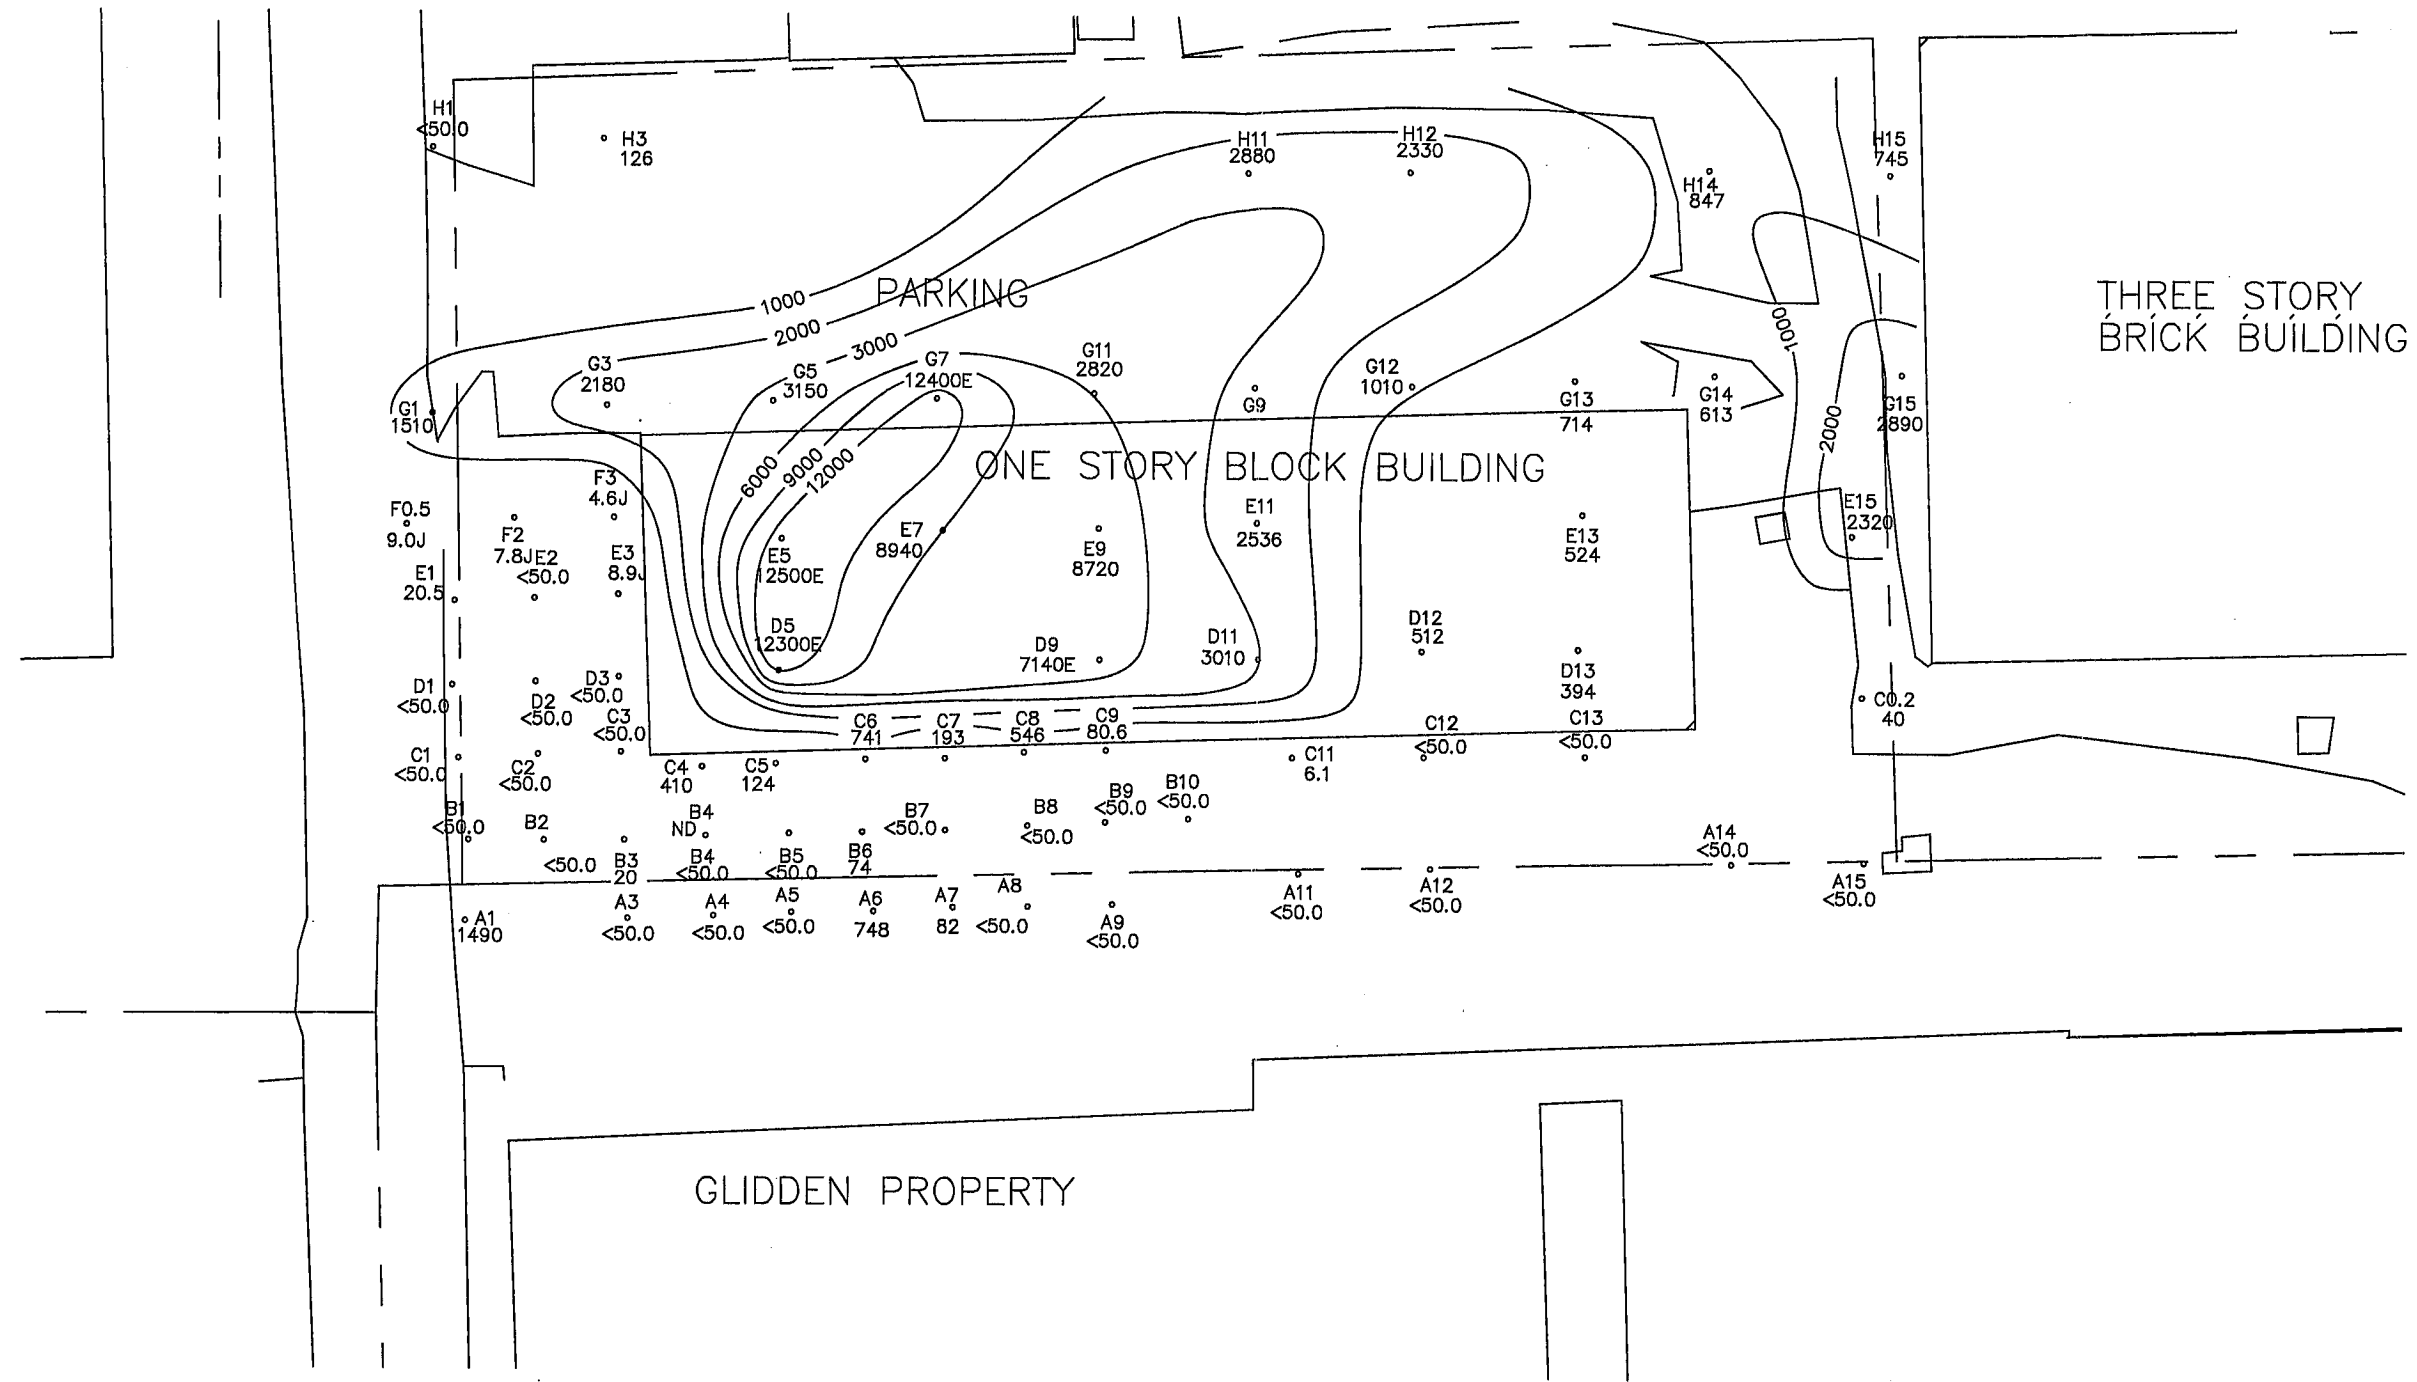 H1
<50.0
H3
126
H11
2880
H12
2330
H15
745
H14
847
1000
2000
3000
PARKING
THREE STORY
BRICK BUILDING
1000
2000
G1
1510
G3
2180
G5
3150
G7
12400E
G11
2820
G9
G12
1010
G13
714
G14
613
G15
2890
6000
9000
12000
ONE STORY BLOCK BUILDING
F0.5
9.0J
F2
7.8J
F3
4.6J
E1
20.5
E2
<50.0
E3
8.9J
E5
12500E
E7
8940
E9
8720
E11
2536
E13
524
E15
2320
D1
<50.0
D2
<50.0
D3
<50.0
D5
12300E
D9
7140E
D11
3010
D12
512
D13
394
C0.2
40
C1
<50.0
C2
<50.0
C3
<50.0
C4
410
C5
124
C6
741
C7
193
C8
546
C9
80.6
C11
6.1
C12
<50.0
C13
<50.0
B1
<50.0
B2
<50.0
B3
20
B4
ND
B4
<50.0
B5
<50.0
B6
74
B7
<50.0
B8
<50.0
B9
<50.0
B10
<50.0
A1
1490
A3
<50.0
A4
<50.0
A5
<50.0
A6
748
A7
82
A8
<50.0
A9
<50.0
A11
<50.0
A12
<50.0
A14
<50.0
A15
<50.0
GLIDDEN PROPERTY